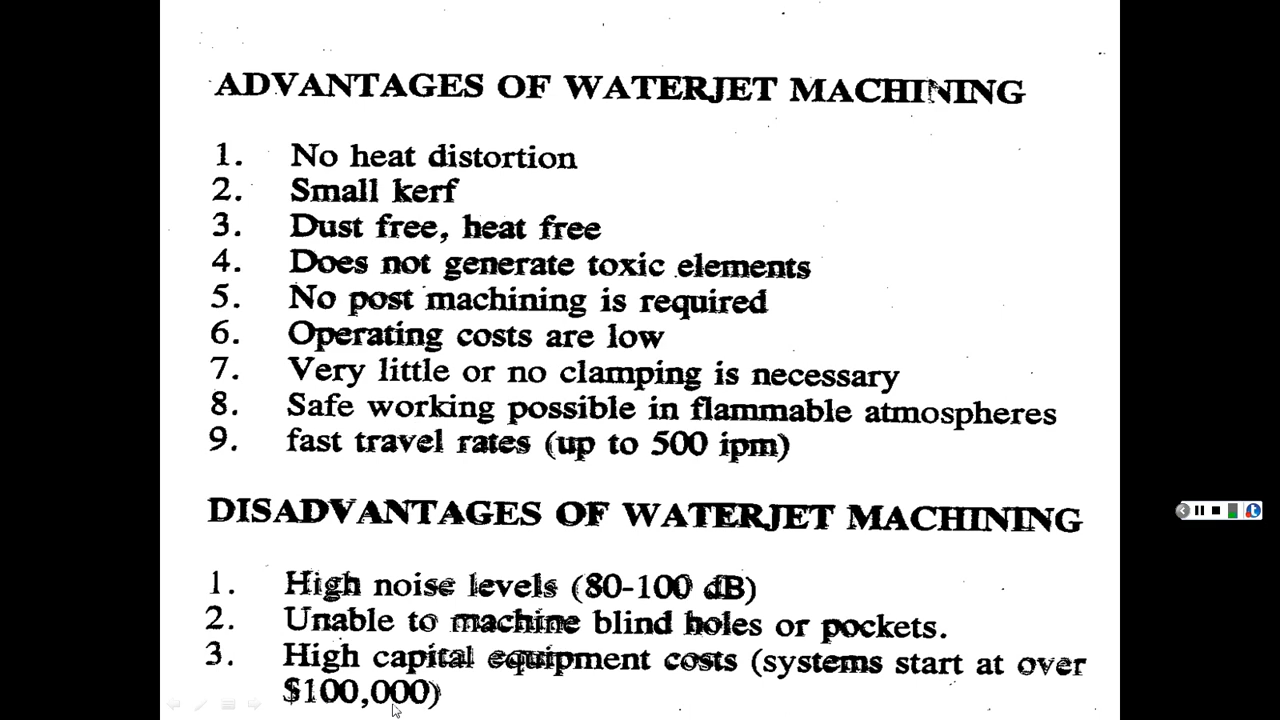 ADVANTAGES OF WATERJET MACHINING
1. No heat distortion
2. Small kerf
3. Dust free, heat free
4. Does not generate toxic elements
5. No post machining is required
6. Operating costs are low
7. Very little or no clamping is necessary
8. Safe working possible in flammable atmospheres
9. fast travel rates (up to 500 ipm)
DISADVANTAGES OF WATERJET MACHINING
1. High noise levels (80-100 dB)
2. Unable to machine blind holes or pockets.
3. High capital equipment costs (systems start at over
$100,000)